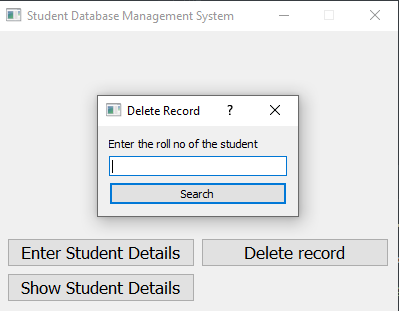 Student Database Management System
Delete Record ?
Enter the roll no of the student
Search
Enter Student Details
Delete record
Show Student Details